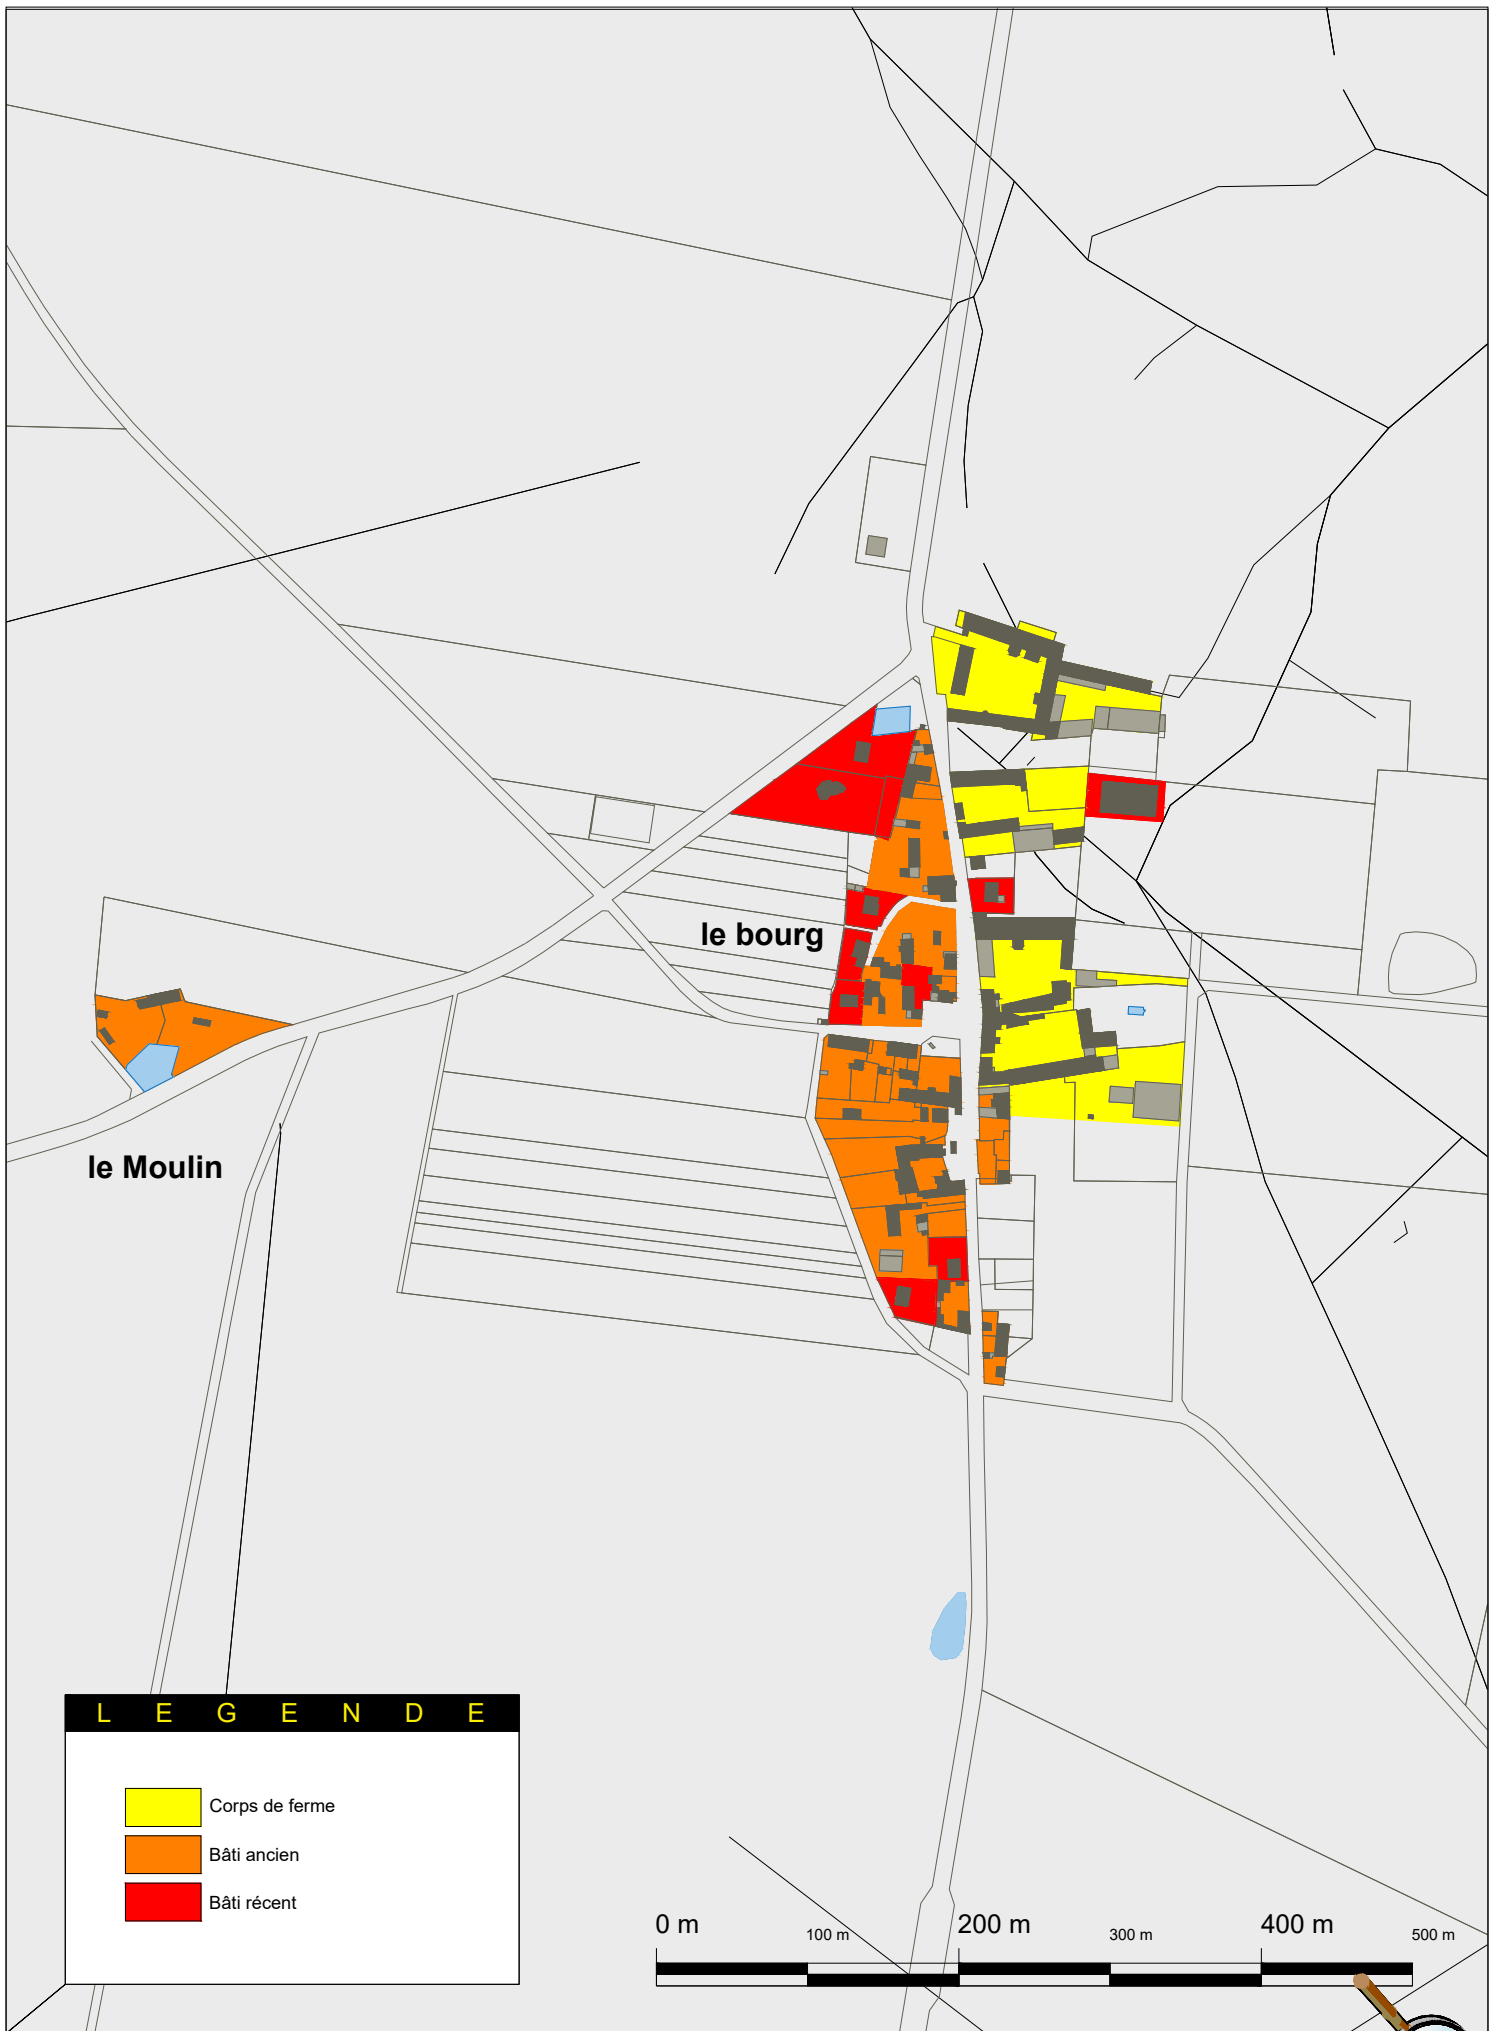 le bourg
le Moulin
L E G E N D E
Corps de ferme
Bâti ancien
Bâti récent
0 m 100 m 200 m 300 m 400 m 500 m